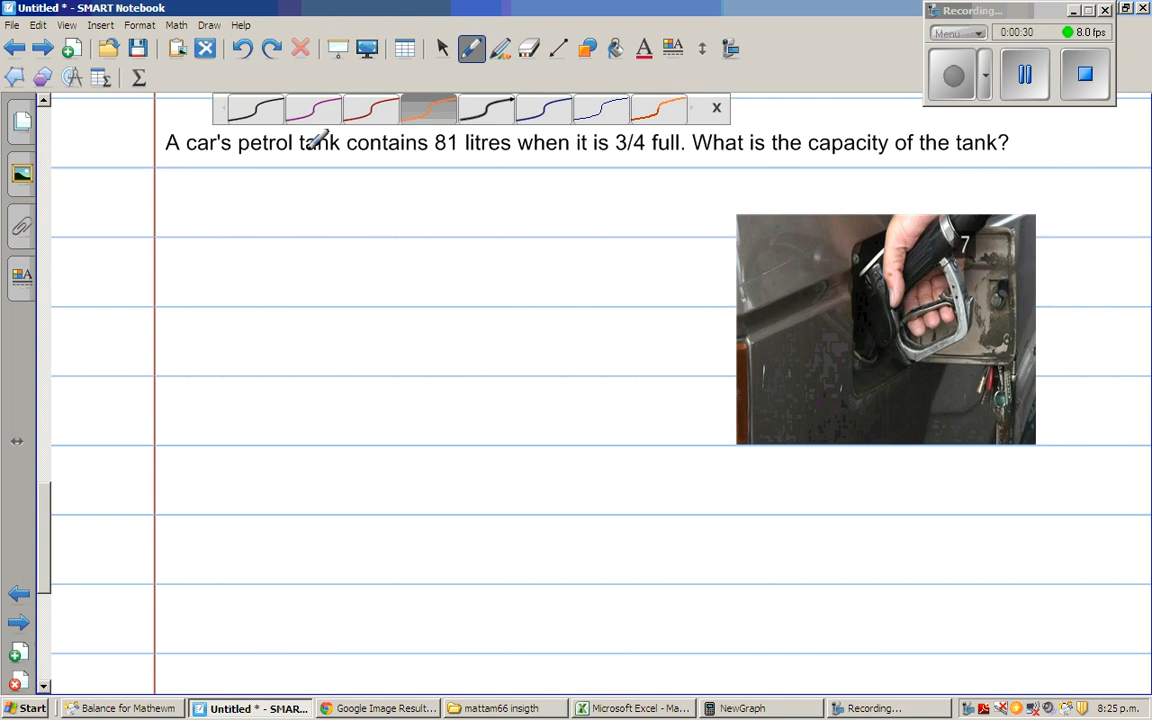 Untitled * - SMART Notebook
Recording...
File Edit View Insert Format Math Draw Help
Menu 0:00:30 8.0 fps
A car's petrol tank contains 81 litres when it is 3/4 full. What is the capacity of the tank?
7
Start Balance for Mathewm Untitled * - SMAR... Google Image Result... mattam66 insigth Microsoft Excel - Ma... NewGraph Recording... 8:25 p.m.